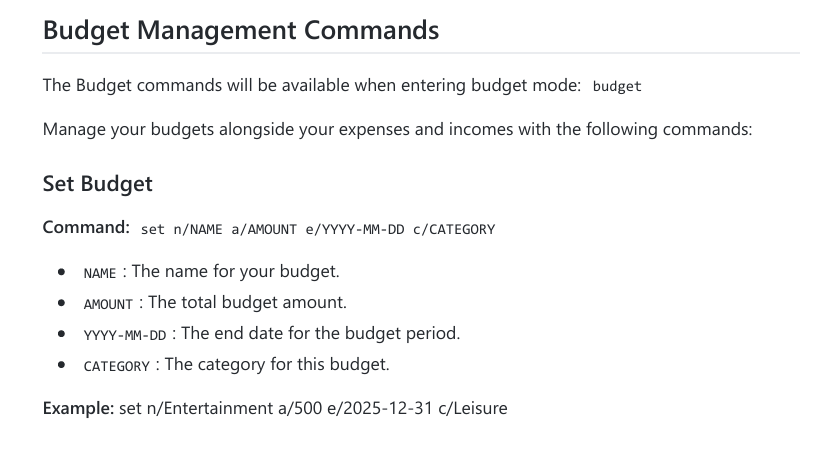 Budget Management Commands
The Budget commands will be available when entering budget mode: budget
Manage your budgets alongside your expenses and incomes with the following commands:
Set Budget
Command: set n/NAME a/AMOUNT e/YYYY-MM-DD c/CATEGORY
• NAME : The name for your budget.
• AMOUNT : The total budget amount.
• YYYY-MM-DD : The end date for the budget period.
• CATEGORY : The category for this budget.
Example: set n/Entertainment a/500 e/2025-12-31 c/Leisure